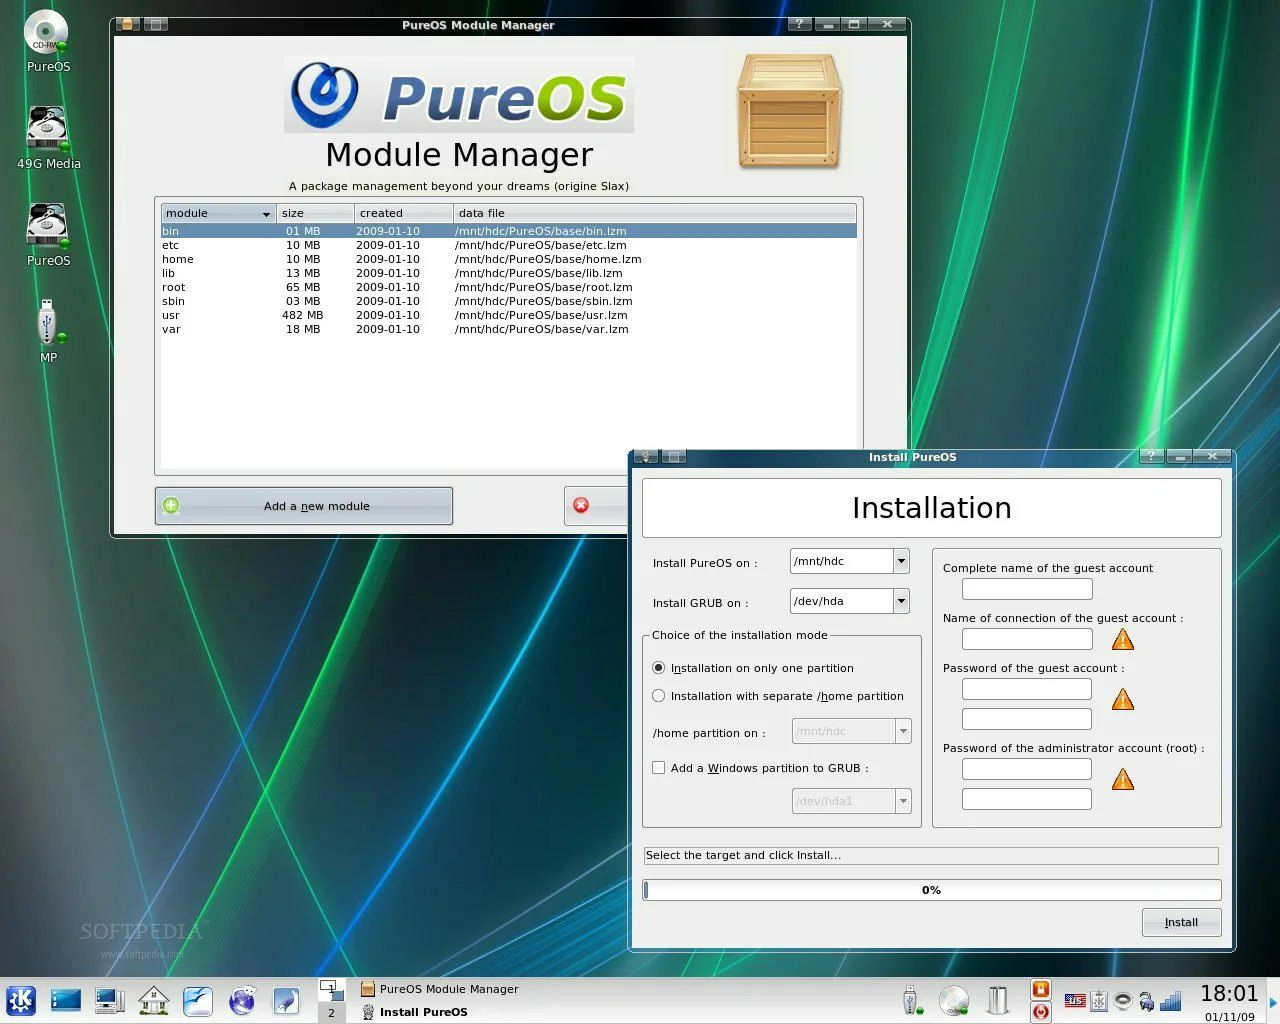 CD-RW
PureOS
49G Media
PureOS
MP
PureOS Module Manager
PureOS
Module Manager
A package management beyond your dreams (origine Slax)
module size created data file
bin 01 MB 2009-01-10 /mnt/hdc/PureOS/base/bin.lzm
etc 10 MB 2009-01-10 /mnt/hdc/PureOS/base/etc.lzm
home 10 MB 2009-01-10 /mnt/hdc/PureOS/base/home.lzm
lib 13 MB 2009-01-10 /mnt/hdc/PureOS/base/lib.lzm
root 65 MB 2009-01-10 /mnt/hdc/PureOS/base/root.lzm
sbin 03 MB 2009-01-10 /mnt/hdc/PureOS/base/sbin.lzm
usr 482 MB 2009-01-10 /mnt/hdc/PureOS/base/usr.lzm
var 18 MB 2009-01-10 /mnt/hdc/PureOS/base/var.lzm
Add a new module
Install PureOS
Installation
Install PureOS on : /mnt/hdc
Install GRUB on : /dev/hda
Choice of the installation mode
Installation on only one partition
Installation with separate /home partition
/home partition on : /mnt/hdc
Add a Windows partition to GRUB :
/dev/hda1
Complete name of the guest account
Name of connection of the guest account :
Password of the guest account :
Password of the administrator account (root) :
Select the target and click Install...
0%
Install
SOFTPEDIA
www.softpedia.com
1
2
PureOS Module Manager
Install PureOS
us
18:01
01/11/09